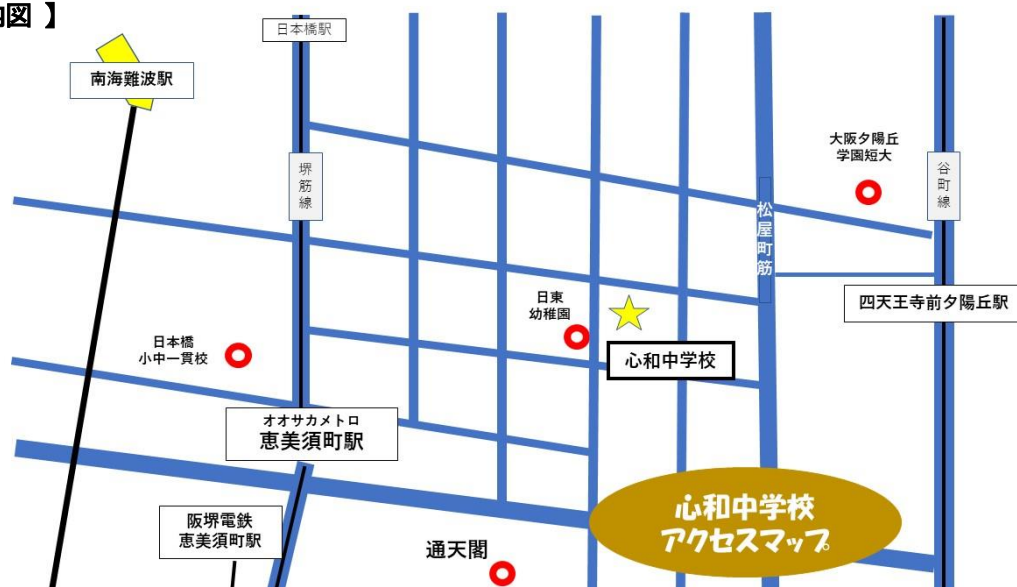 内図 】
日本橋駅
南海難波駅
大阪夕陽丘
学園短大
堺筋線
谷町線
松屋町筋
日東
幼稚園
四天王寺前夕陽丘駅
日本橋
小中一貫校
心和中学校
オオサカメトロ
恵美須町駅
心和中学校
アクセスマップ
阪堺電鉄
恵美須町駅
通天閣